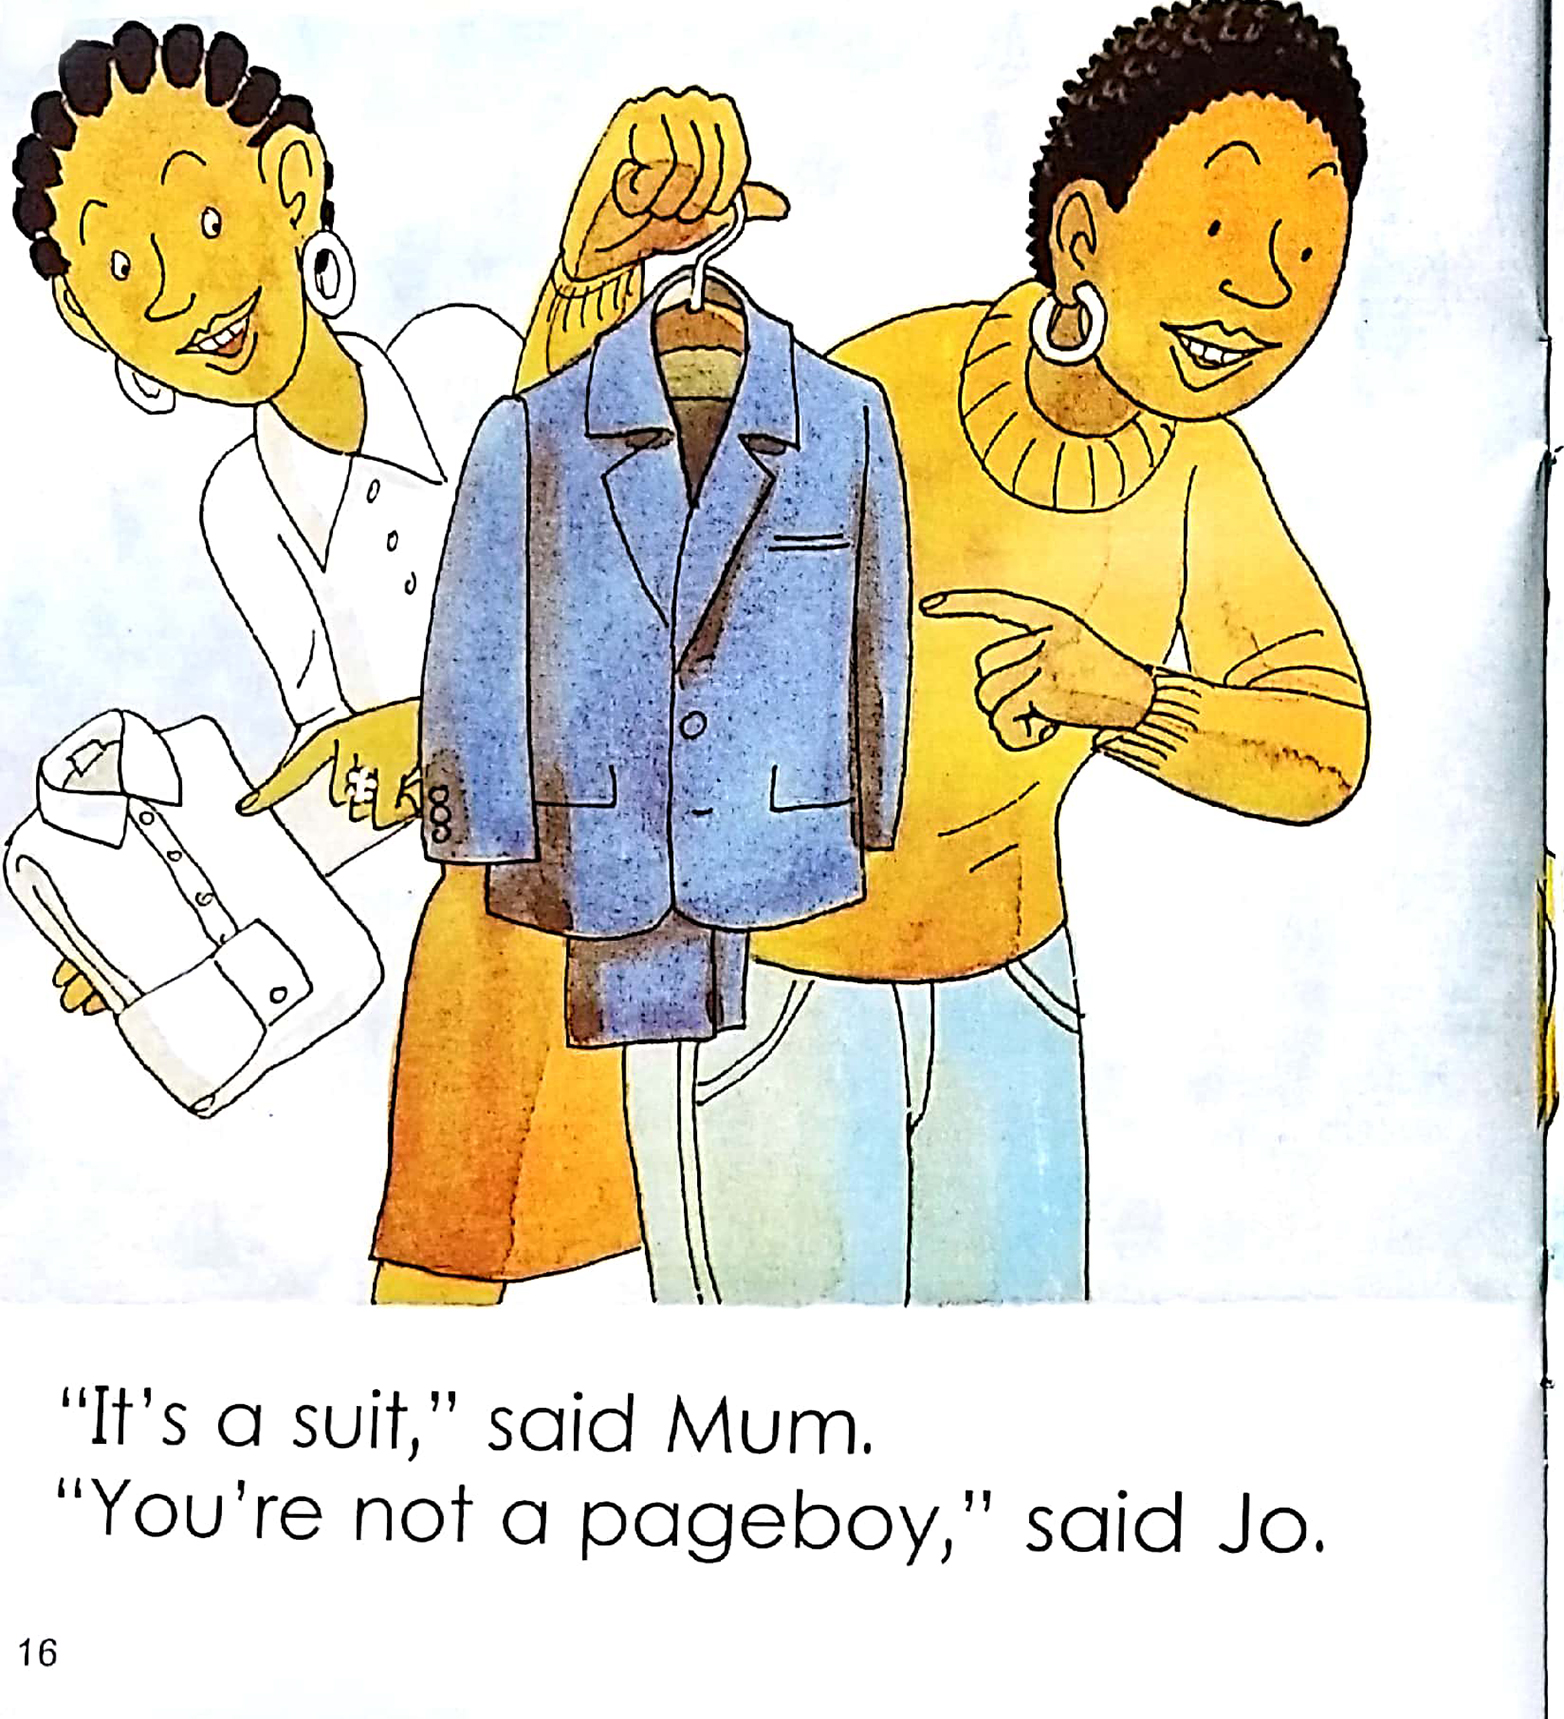 “It’s a suit,” said Mum.
“You’re not a pageboy,” said Jo.
16